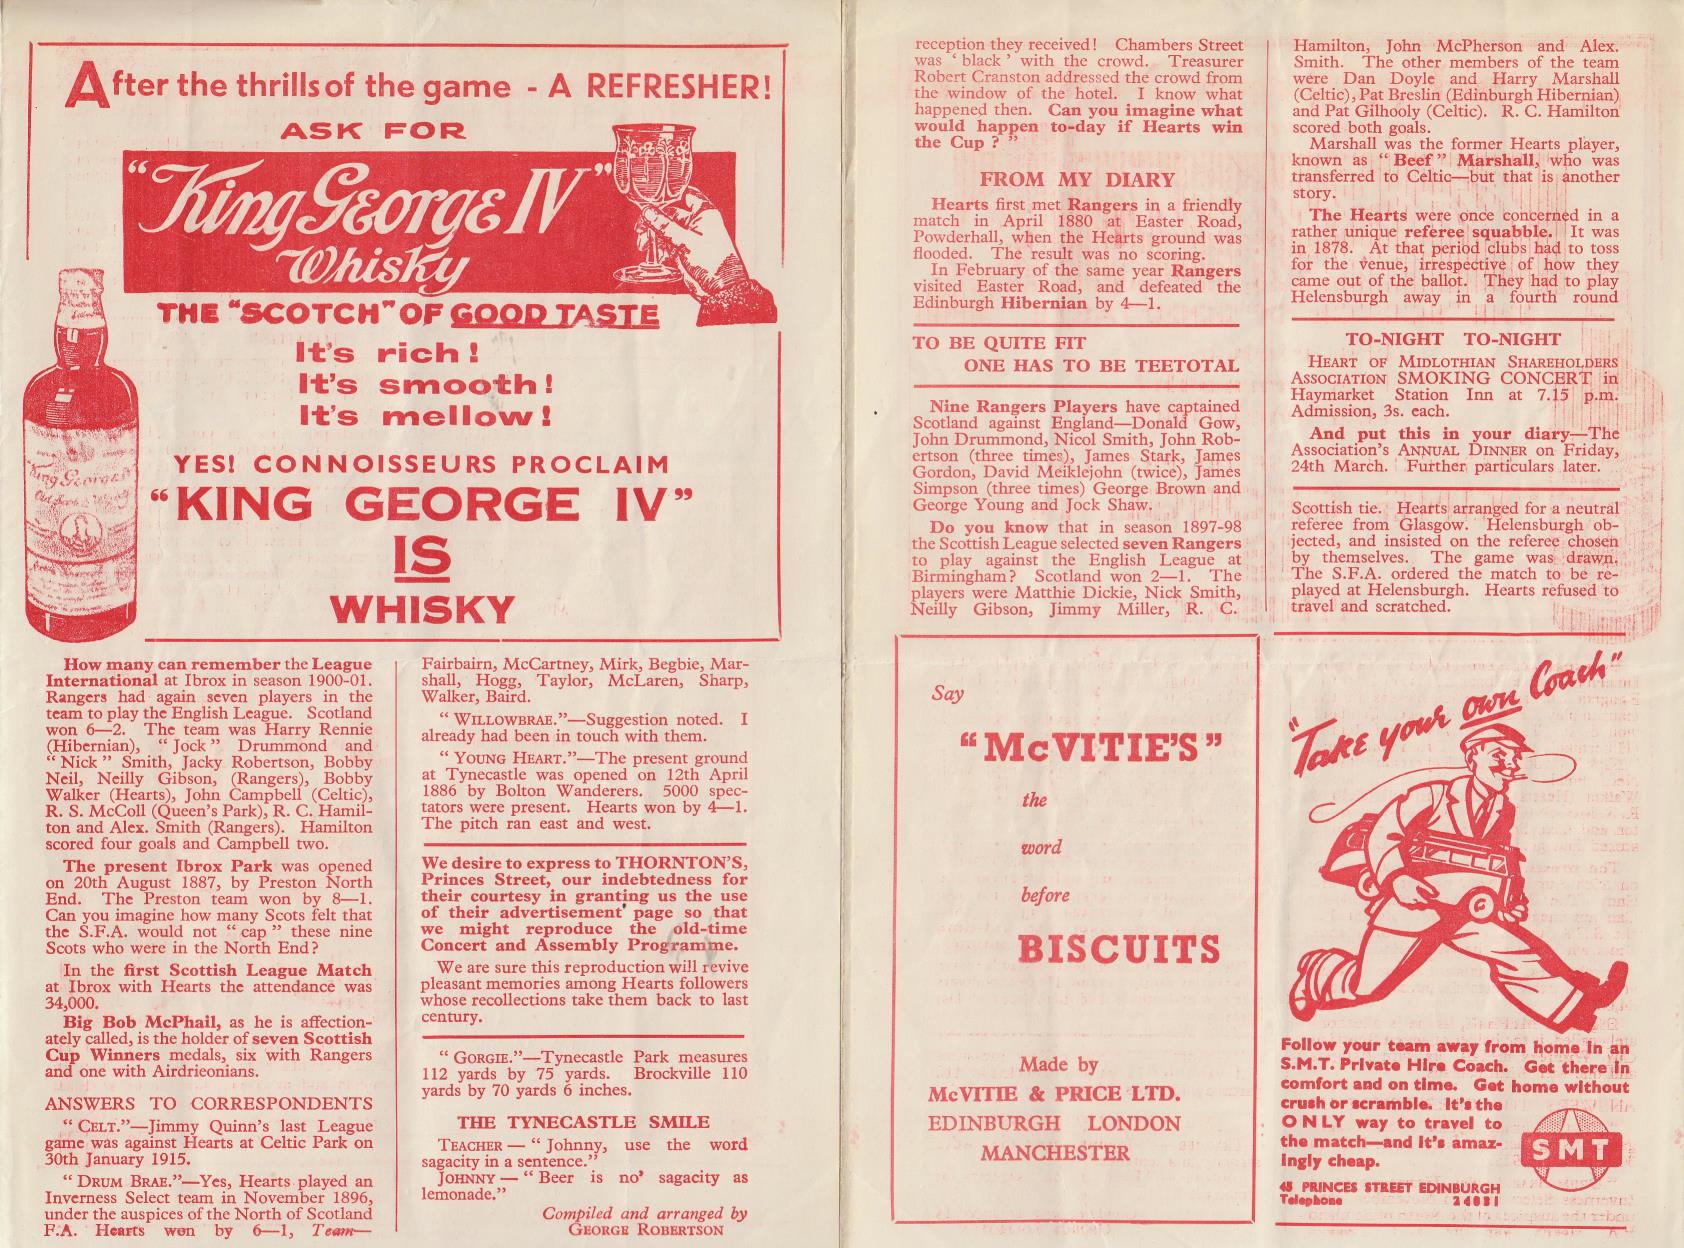 After the thrills of the game - A REFRESHER!
ASK FOR
"King George IV"
Whisky
THE "SCOTCH" OF GOOD TASTE
It's rich!
It's smooth!
It's mellow!
YES! CONNOISSEURS PROCLAIM
"KING GEORGE IV"
IS
WHISKY
King George IV
Old Scotch Whisky
How many can remember the League
International at Ibrox in season 1900-01.
Rangers had again seven players in the
team to play the English League. Scotland
won 6—2. The team was Harry Rennie
(Hibernian), "Jock" Drummond and
"Nick" Smith, Jacky Robertson, Bobby
Neil, Neilly Gibson, (Rangers), Bobby
Walker (Hearts), John Campbell (Celtic),
R. S. McColl (Queen's Park), R. C. Hamil-
ton and Alex. Smith (Rangers). Hamilton
scored four goals and Campbell two.
The present Ibrox Park was opened
on 20th August 1887, by Preston North
End. The Preston team won by 8—1.
Can you imagine how many Scots felt that
the S.F.A. would not "cap" these nine
Scots who were in the North End?
In the first Scottish League Match
at Ibrox with Hearts the attendance was
34,000.
Big Bob McPhail, as he is affection-
ately called, is the holder of seven Scottish
Cup Winners medals, six with Rangers
and one with Airdrieonians.
ANSWERS TO CORRESPONDENTS
"CELT."—Jimmy Quinn's last League
game was against Hearts at Celtic Park on
30th January 1915.
"DRUM BRAE."—Yes, Hearts played an
Inverness Select team in November 1896,
under the auspices of the North of Scotland
F.A. Hearts won by 6—1, Team—
Fairbairn, McCartney, Mirk, Begbie, Mar-
shall, Hogg, Taylor, McLaren, Sharp,
Walker, Baird.
"WILLOWBRAE."—Suggestion noted. I
already had been in touch with them.
"YOUNG HEART."—The present ground
at Tynecastle was opened on 12th April
1886 by Bolton Wanderers. 5000 spec-
tators were present. Hearts won by 4—1.
The pitch ran east and west.
We desire to express to THORNTON'S,
Princes Street, our indebtedness for
their courtesy in granting us the use
of their advertisement page so that
we might reproduce the old-time
Concert and Assembly Programme.
We are sure this reproduction will revive
pleasant memories among Hearts followers
whose recollections take them back to last
century.
"GORGIE."—Tynecastle Park measures
112 yards by 75 yards. Brockville 110
yards by 70 yards 6 inches.
THE TYNECASTLE SMILE
TEACHER—"Johnny, use the word
sagacity in a sentence."
JOHNNY—"Beer is no' sagacity as
lemonade."
Compiled and arranged by
GEORGE ROBERTSON
reception they received! Chambers Street
was 'black' with the crowd. Treasurer
Robert Cranston addressed the crowd from
the window of the hotel. I know what
happened then. Can you imagine what
would happen to-day if Hearts win
the Cup?"
FROM MY DIARY
Hearts first met Rangers in a friendly
match in April 1880 at Easter Road,
Powderhall, when the Hearts ground was
flooded. The result was no scoring.
In February of the same year Rangers
visited Easter Road, and defeated the
Edinburgh Hibernian by 4—1.
TO BE QUITE FIT
ONE HAS TO BE TEETOTAL
Nine Rangers Players have captained
Scotland against England—Donald Gow,
John Drummond, Nicol Smith, John Rob-
ertson (three times), James Stark, James
Gordon, David Meiklejohn (twice), James
Simpson (three times) George Brown and
George Young and Jock Shaw.
Do you know that in season 1897-98
the Scottish League selected seven Rangers
to play against the English League at
Birmingham? Scotland won 2—1. The
players were Matthie Dickie, Nick Smith,
Neilly Gibson, Jimmy Miller, R. C.
Hamilton, John McPherson and Alex.
Smith. The other members of the team
were Dan Doyle and Harry Marshall
(Celtic), Pat Breslin (Edinburgh Hibernian)
and Pat Gilhooly (Celtic). R. C. Hamilton
scored both goals.
Marshall was the former Hearts player,
known as "Beef" Marshall, who was
transferred to Celtic—but that is another
story.
The Hearts were once concerned in a
rather unique referee squabble. It was
in 1878. At that period clubs had to toss
for the venue, irrespective of how they
came out of the ballot. They had to play
Helensburgh away in a fourth round
TO-NIGHT TO-NIGHT
HEART OF MIDLOTHIAN SHAREHOLDERS
ASSOCIATION SMOKING CONCERT in
Haymarket Station Inn at 7.15 p.m.
Admission, 3s. each.
And put this in your diary—The
Association's ANNUAL DINNER on Friday,
24th March. Further particulars later.
Scottish tie. Hearts arranged for a neutral
referee from Glasgow. Helensburgh ob-
jected, and insisted on the referee chosen
by themselves. The game was drawn.
The S.F.A. ordered the match to be re-
played at Helensburgh. Hearts refused to
travel and scratched.
Say
"McVITIE'S"
the
word
before
BISCUITS
Made by
McVITIE & PRICE LTD.
EDINBURGH LONDON
MANCHESTER
"Take your own Coach"
Follow your team away from home in an
S.M.T. Private Hire Coach. Get there in
comfort and on time. Get home without
crush or scramble. It's the
ONLY way to travel to
the match—and it's amaz-
ingly cheap.
45 PRINCES STREET EDINBURGH
Telephone 24031
SMT